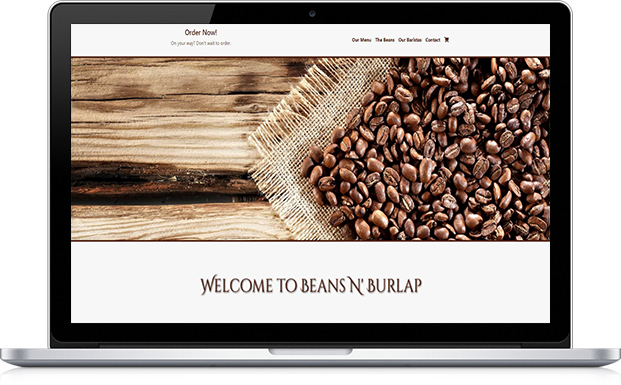 Order Now!
On your way? Don't wait to order.
Our Menu The Beans Our Baristas Contact
WELCOME TO BEANS N' BURLAP